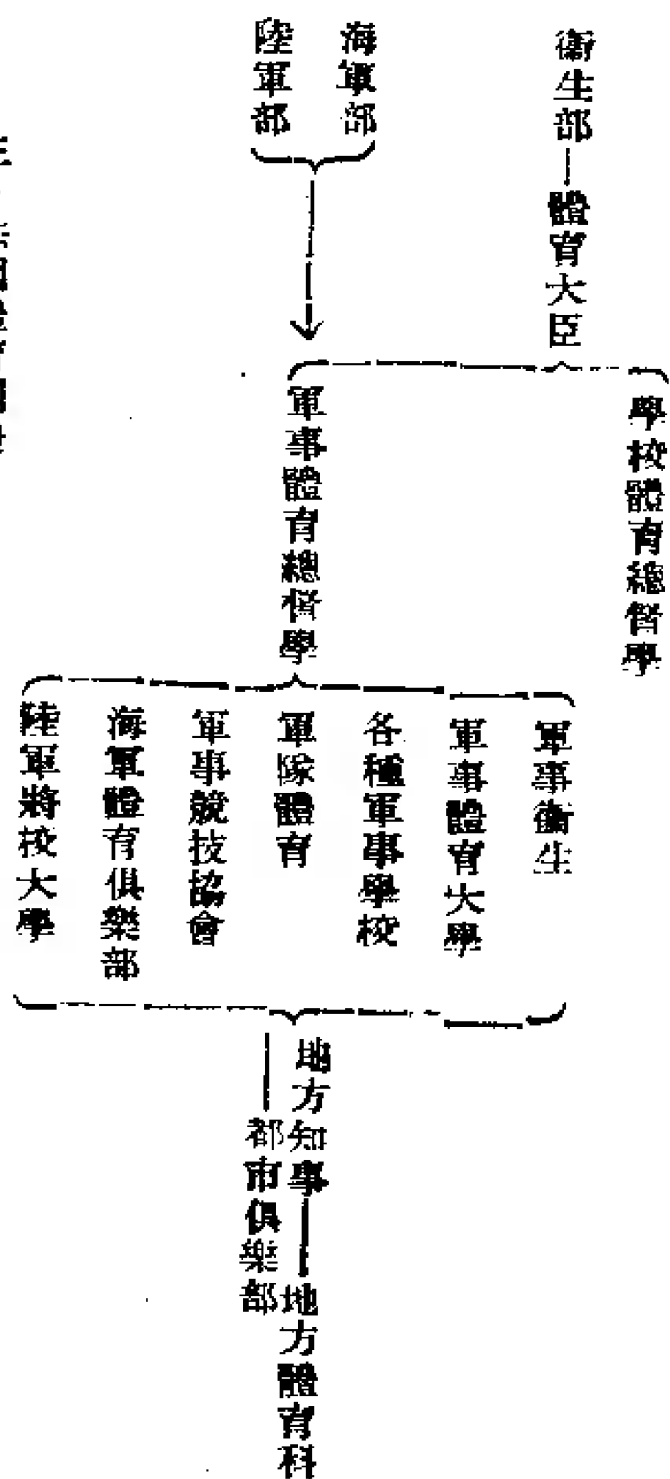 衞生部—體育大臣
海軍部
陸軍部
學校體育總督學
軍事體育總督學
軍事衞生
軍事體育大學
各種軍事學校
軍隊體育
軍事競技協會
海軍體育俱樂部
陸軍將校大學
地方知事—地方體育科
—都市俱樂部